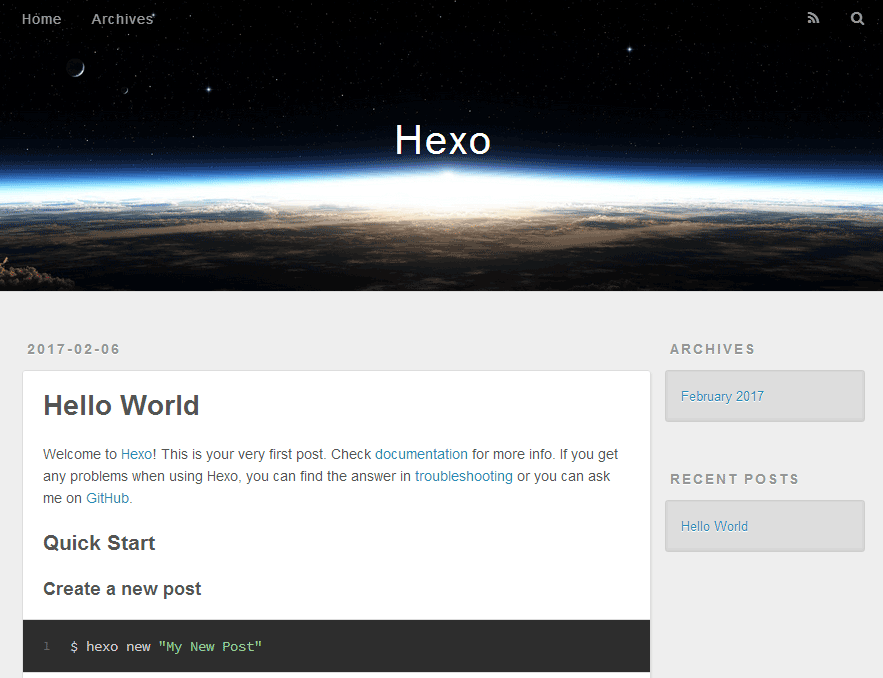 Home Archives
Hexo
2017-02-06
Hello World
Welcome to Hexo! This is your very first post. Check documentation for more info. If you get
any problems when using Hexo, you can find the answer in troubleshooting or you can ask
me on GitHub.
Quick Start
Create a new post
1 $ hexo new "My New Post"
ARCHIVES
February 2017
RECENT POSTS
Hello World